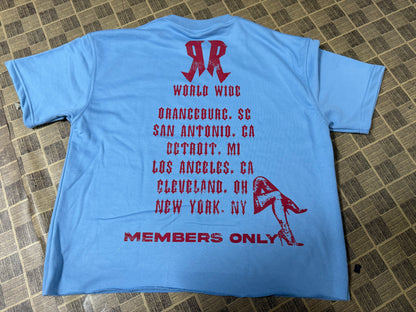 RR
WORLD WIDE
ORANGEBURG, SC
SAN ANTONIO, CA
DETROIT, MI
LOS ANGELES, CA
CLEVELAND, OH
NEW YORK, NY
MEMBERS ONLY